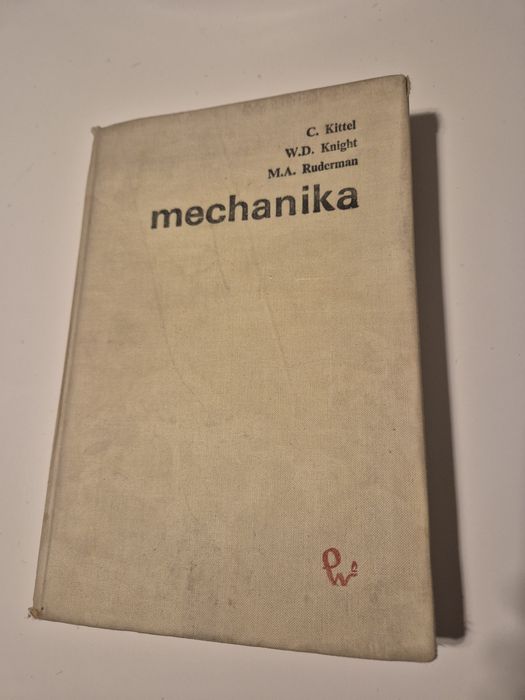 C. Kittel
W.D. Knight
M.A. Ruderman
mechanika